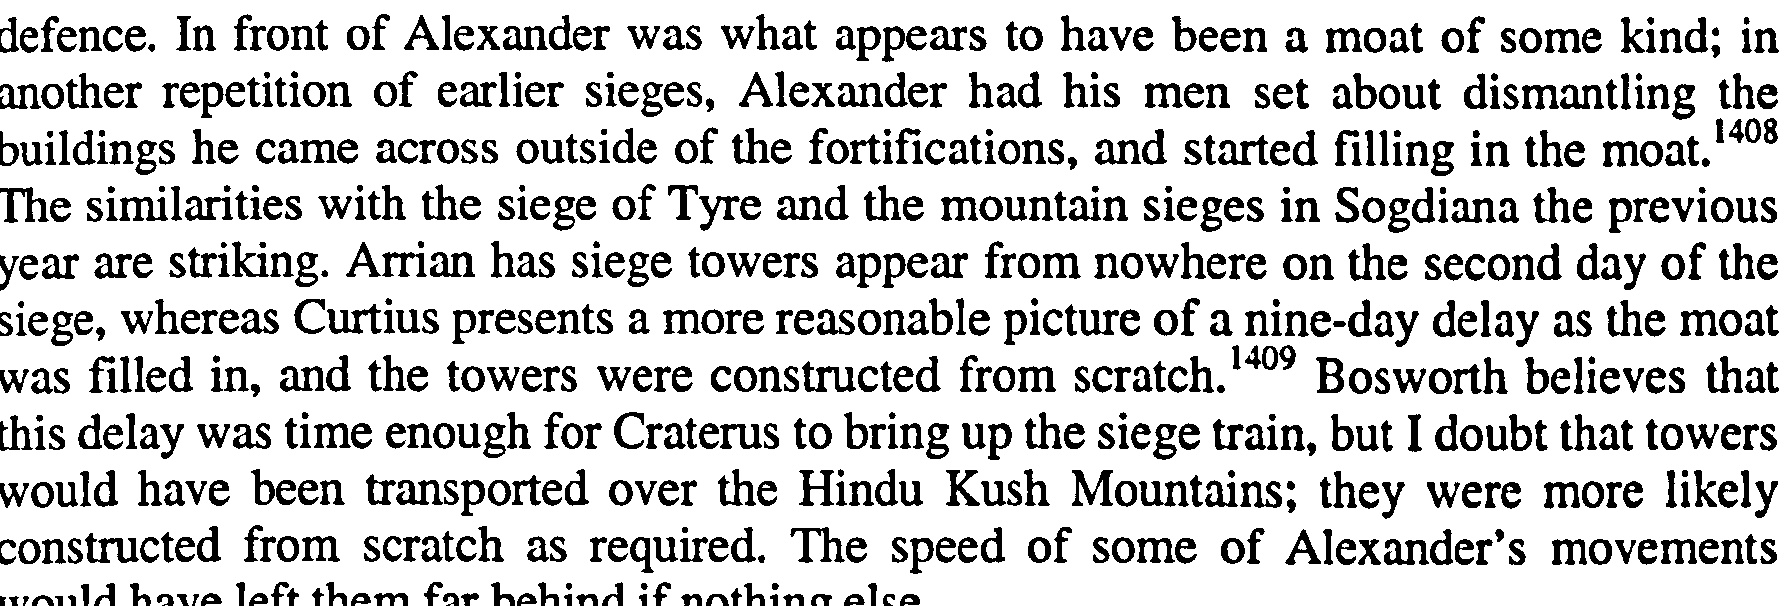 defence. In front of Alexander was what appears to have been a moat of some kind; in
another repetition of earlier sieges, Alexander had his men set about dismantling the
buildings he came across outside of the fortifications, and started filling in the moat.1408
The similarities with the siege of Tyre and the mountain sieges in Sogdiana the previous
year are striking. Arrian has siege towers appear from nowhere on the second day of the
siege, whereas Curtius presents a more reasonable picture of a nine-day delay as the moat
was filled in, and the towers were constructed from scratch.1409 Bosworth believes that
this delay was time enough for Craterus to bring up the siege train, but I doubt that towers
would have been transported over the Hindu Kush Mountains; they were more likely
constructed from scratch as required. The speed of some of Alexander's movements
would have left them far behind if nothing else.